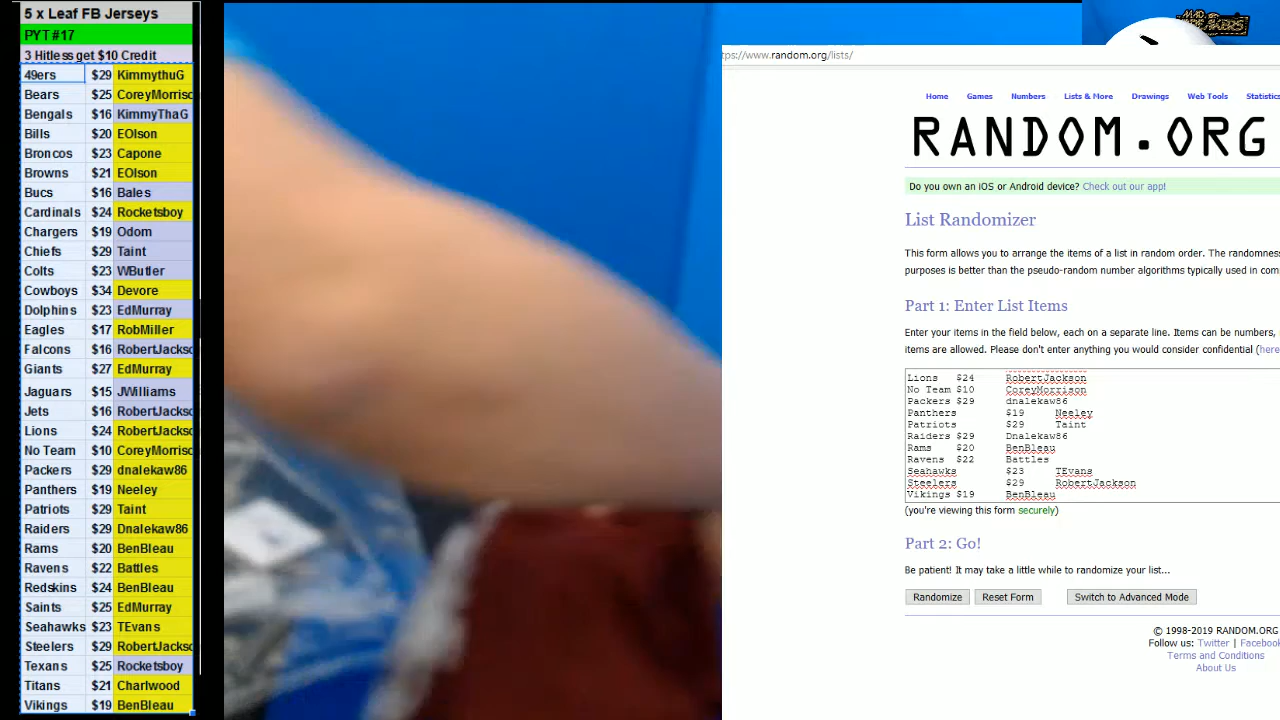 5 x Leaf FB Jerseys
PYT #17
3 Hitless get $10 Credit
49ers $29 KimmythuG
Bears $25 CoreyMorrisc
Bengals $16 KimmyThaG
Bills $20 EOlson
Broncos $23 Capone
Browns $21 EOlson
Bucs $16 Bales
Cardinals $24 Rocketsboy
Chargers $19 Odom
Chiefs $29 Taint
Colts $23 WButler
Cowboys $34 Devore
Dolphins $23 EdMurray
Eagles $17 RobMiller
Falcons $16 RobertJackso
Giants $27 EdMurray
Jaguars $15 JWilliams
Jets $16 RobertJackso
Lions $24 RobertJackso
No Team $10 CoreyMorrisc
Packers $29 dnalekaw86
Panthers $19 Neeley
Patriots $29 Taint
Raiders $29 Dnalekaw86
Rams $20 BenBleau
Ravens $22 Battles
Redskins $24 BenBleau
Saints $25 EdMurray
Seahawks $23 TEvans
Steelers $29 RobertJackso
Texans $25 Rocketsboy
Titans $21 Charlwood
Vikings $19 BenBleau
tps://www.random.org/lists/
Home Games Numbers Lists & More Drawings Web Tools Statistics
RANDOM.ORG
Do you own an iOS or Android device? Check out our app!
List Randomizer
This form allows you to arrange the items of a list in random order. The randomness
purposes is better than the pseudo-random number algorithms typically used in com
Part 1: Enter List Items
Enter your items in the field below, each on a separate line. Items can be numbers,
items are allowed. Please don't enter anything you would consider confidential (here
Lions $24 RobertJackson
No Team $10 CoreyMorrison
Packers $29 dnalekaw86
Panthers $19 Neeley
Patriots $29 Taint
Raiders $29 Dnalekaw86
Rams $20 BenBleau
Ravens $22 Battles
Seahawks $23 TEvans
Steelers $29 RobertJackson
Vikings $19 BenBleau
(you're viewing this form securely)
Part 2: Go!
Be patient! It may take a little while to randomize your list...
Randomize Reset Form Switch to Advanced Mode
© 1998-2019 RANDOM.ORG
Follow us: Twitter | Facebook
Terms and Conditions
About Us